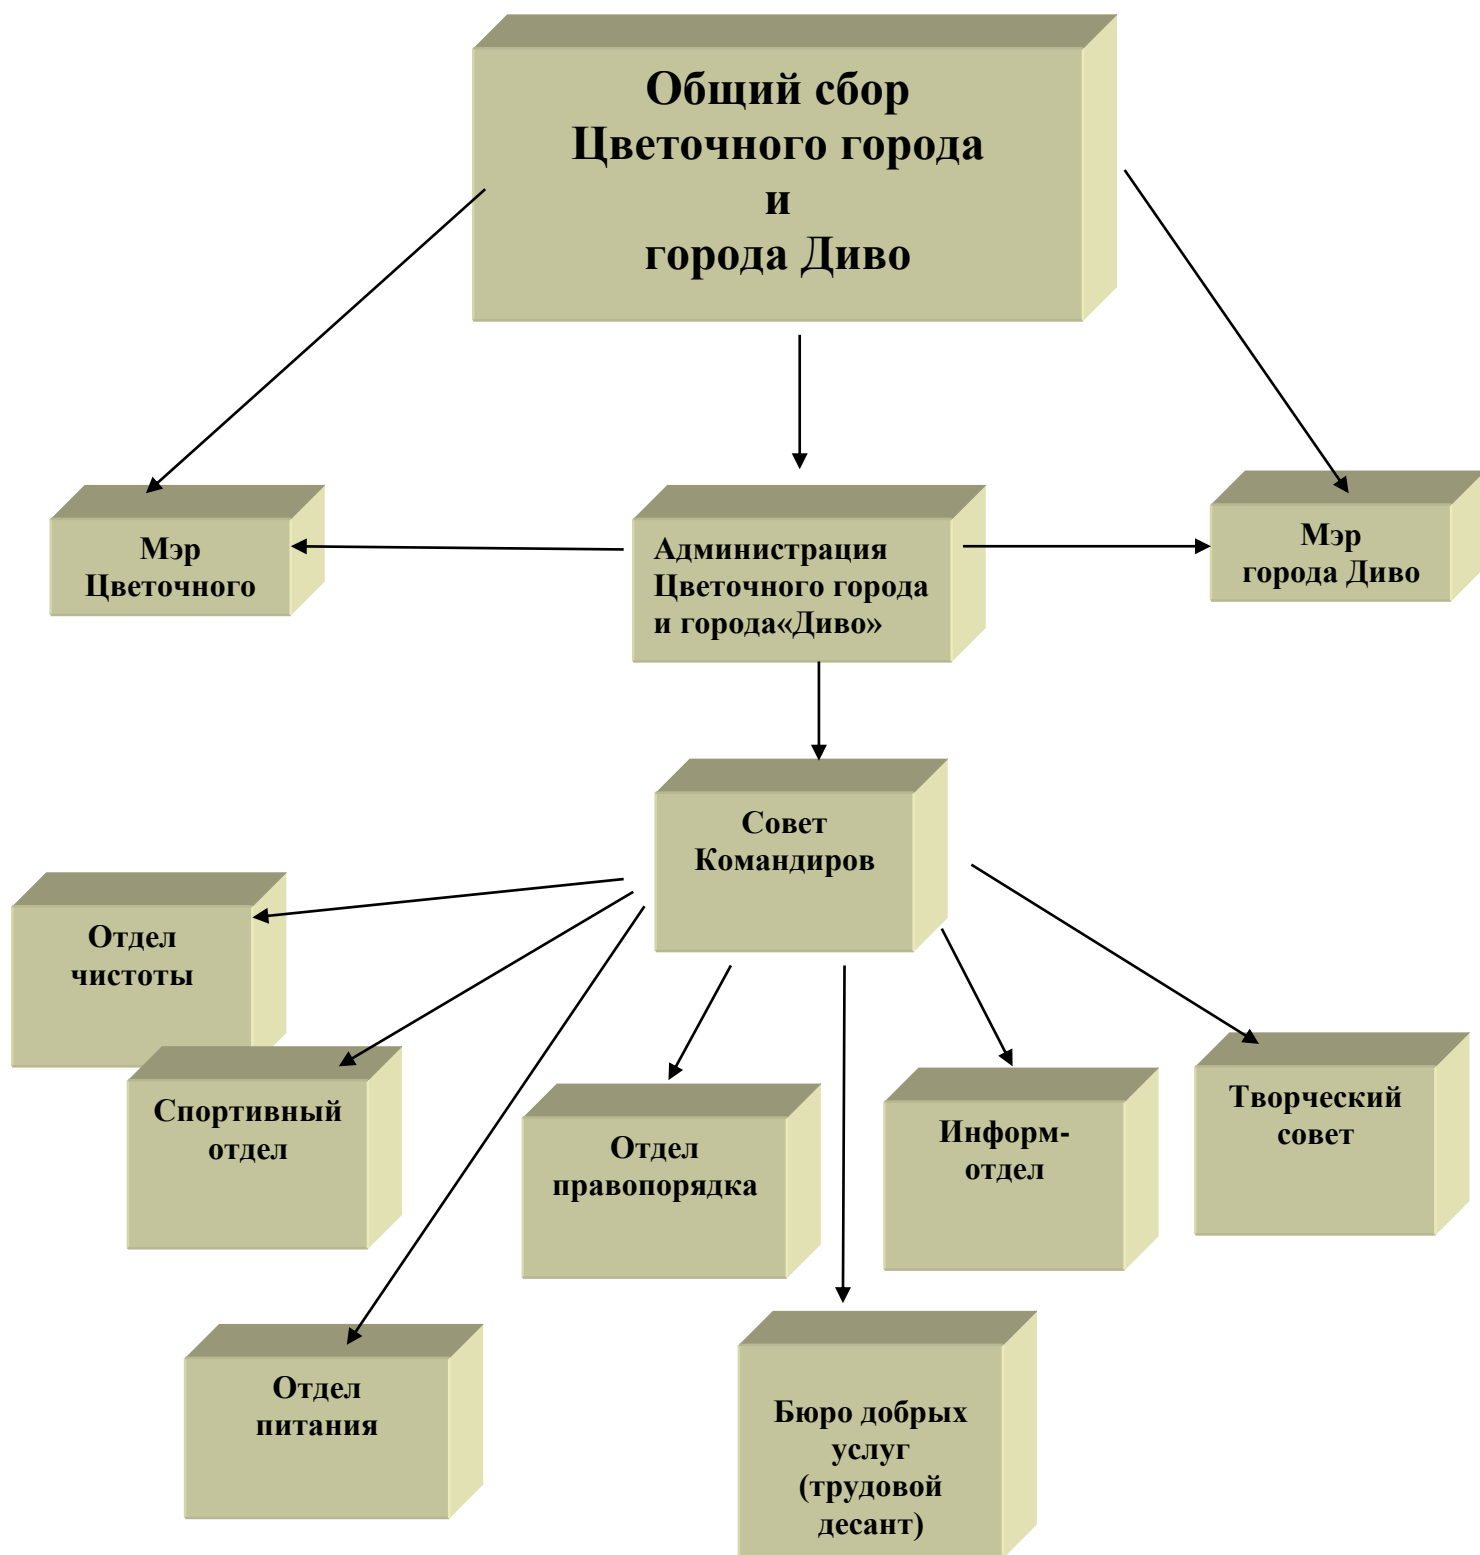 Общий сбор
Цветочного города
и
города Диво
Мэр
Цветочного
Администрация
Цветочного города
и города«Диво»
Мэр
города Диво
Совет
Командиров
Отдел
чистоты
Спортивный
отдел
Отдел
правопорядка
Информ-
отдел
Творческий
совет
Отдел
питания
Бюро добрых
услуг
(трудовой
десант)